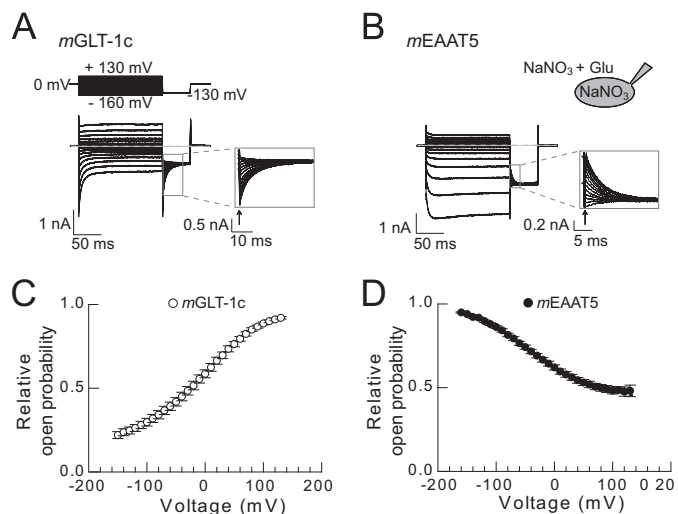 A
mGLT-1c
+ 130 mV
0 mV
- 160 mV
-130 mV
1 nA
50 ms
0.5 nA
10 ms
B
mEAAT5
NaNO3 + Glu
NaNO3
1 nA
50 ms
0.2 nA
5 ms
C
mGLT-1c
Relative
open probability
1.0
0.5
0.0
-200 -100 0 100 200
Voltage (mV)
D
mEAAT5
Relative
open probability
1.0
0.5
0.0
-200 -100 0 100 0 20
Voltage (mV)